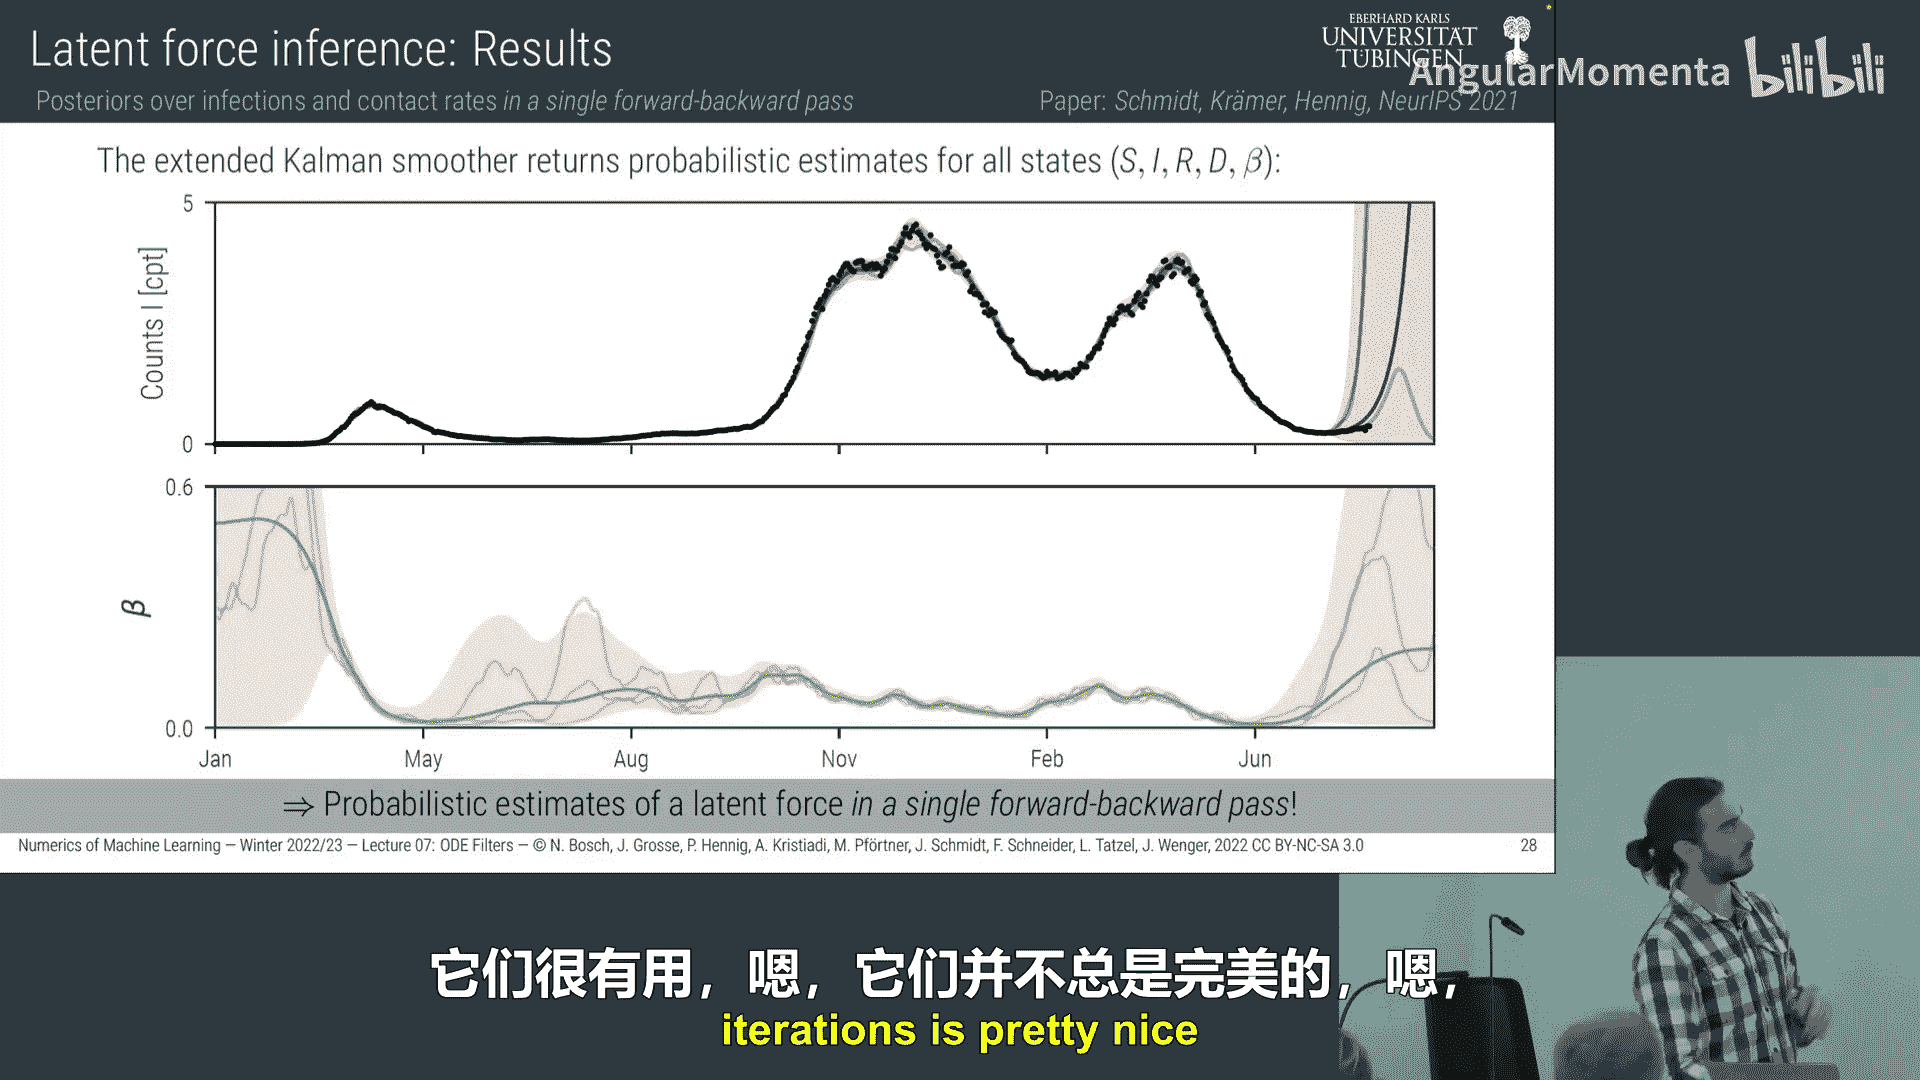 Latent force inference: Results
Posteriors over infections and contact rates in a single forward-backward pass
EBERHARD KARLS
UNIVERSITÄT
TÜBINGEN
AngularMomenta bilibili
Paper: Schmidt, Krämer, Hennig, NeurIPS 2021
The extended Kalman smoother returns probabilistic estimates for all states (S, I, R, D, β):
5
Counts I [cpt]
0
0.6
β
0.0
Jan May Aug Nov Feb Jun
⇒ Probabilistic estimates of a latent force in a single forward-backward pass!
Numerics of Machine Learning — Winter 2022/23 — Lecture 07: ODE Filters — © N. Bosch, J. Grosse, P. Hennig, A. Kristiadi, M. Pförtner, J. Schmidt, F. Schneider, L. Tatzel, J. Wenger, 2022 CC BY-NC-SA 3.0
28
它们很有用，嗯，它们并不总是完美的，嗯，
iterations is pretty nice